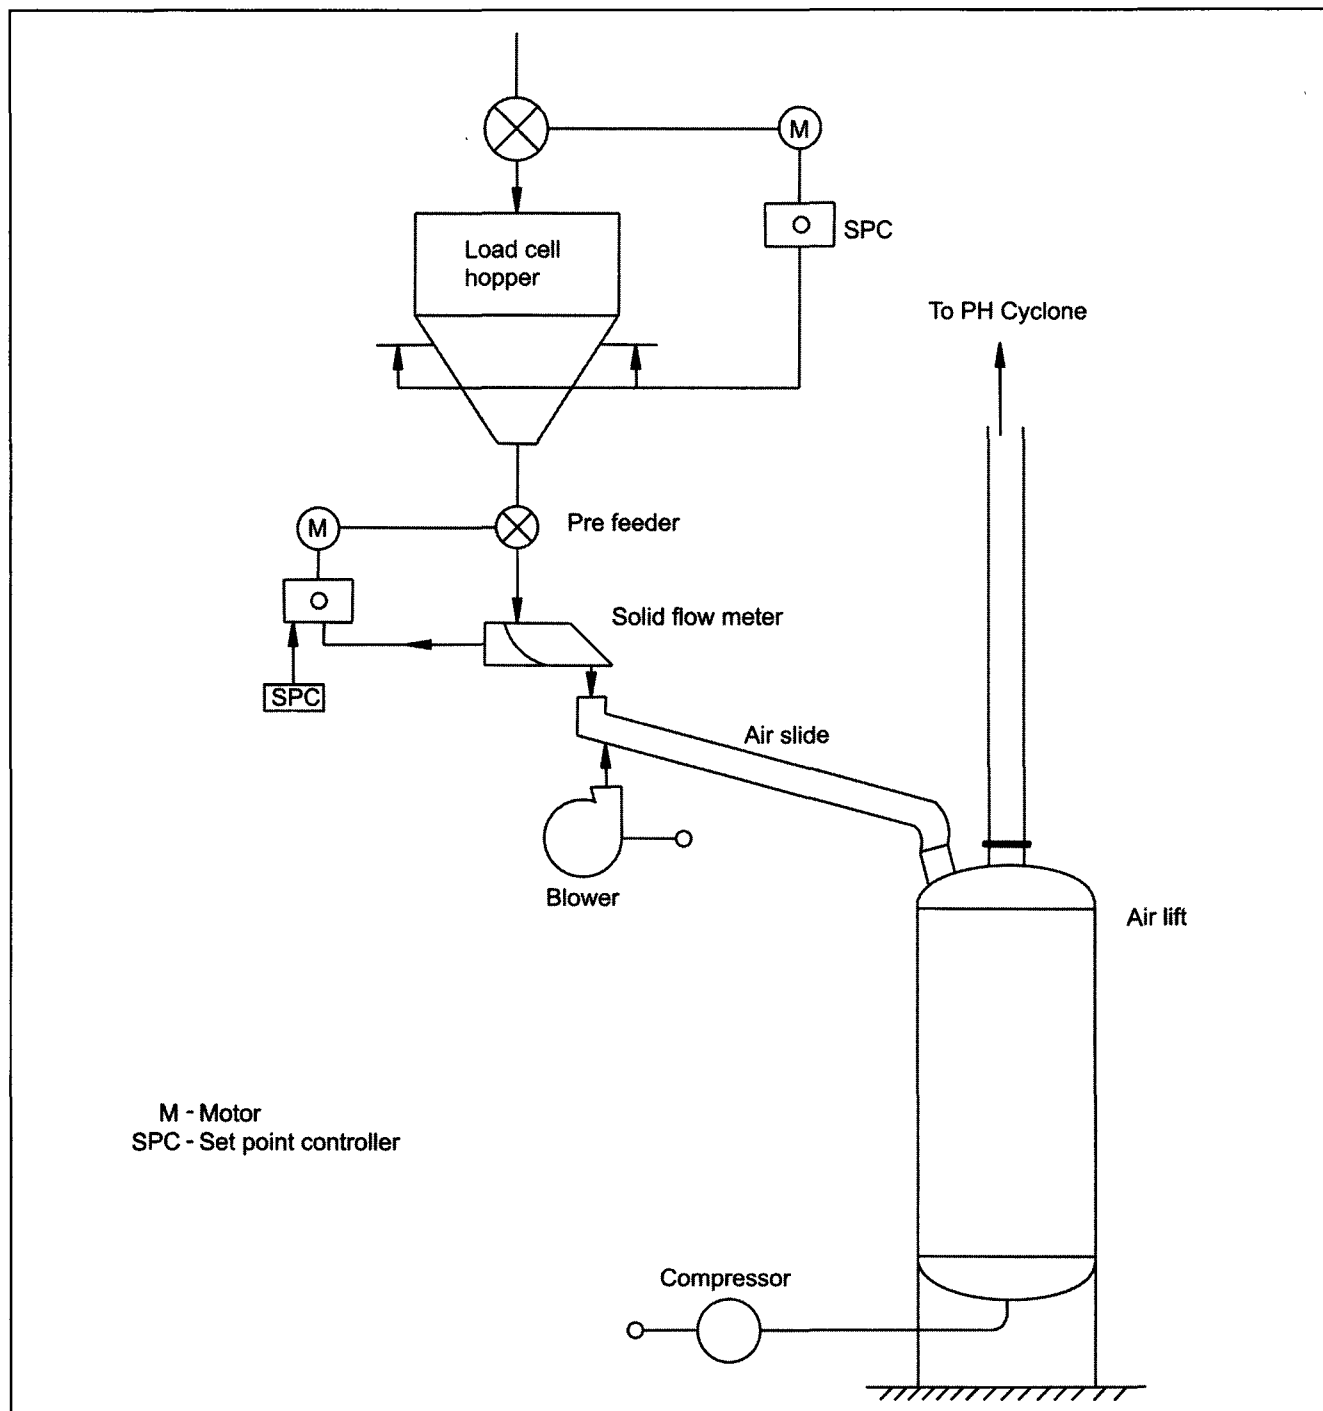 M
Load cell
hopper
SPC
To PH Cyclone
M
Pre feeder
Solid flow meter
SPC
Air slide
Blower
Air lift
M - Motor
SPC - Set point controller
Compressor